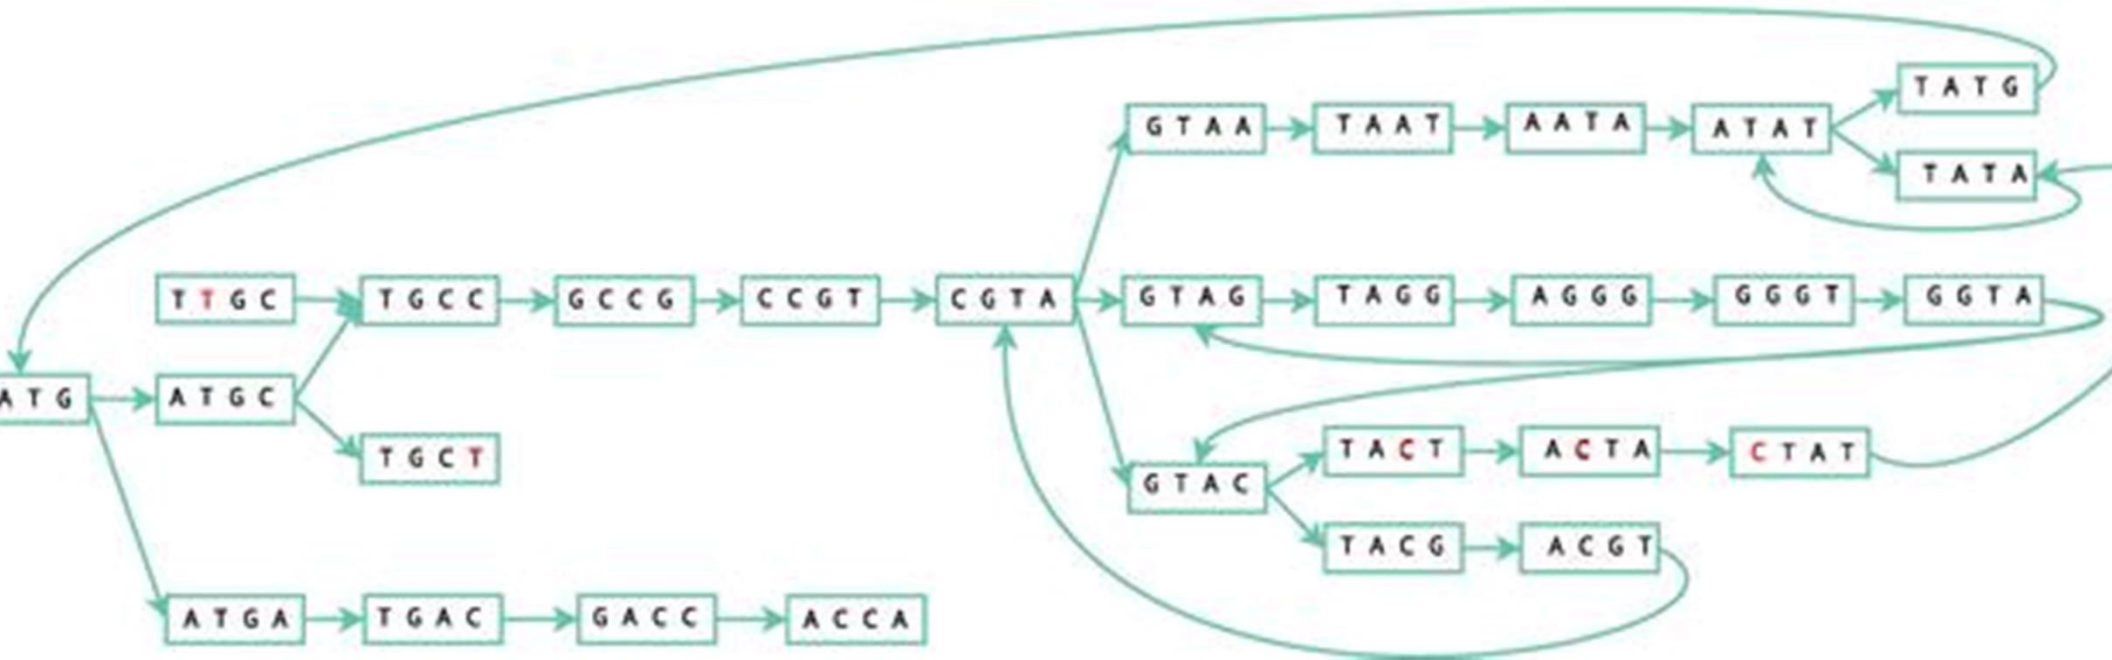 TATG
GTAA TAAT AATA ATAT
TATA
TTGC TGCC GCCG CCGT CGTA GTAG TAGG AGGG GGGT GGTA
ATG ATGC
TGCT
TACT ACTA CTAT
GTAC
TACG ACGT
ATGA TGAC GACC ACCA